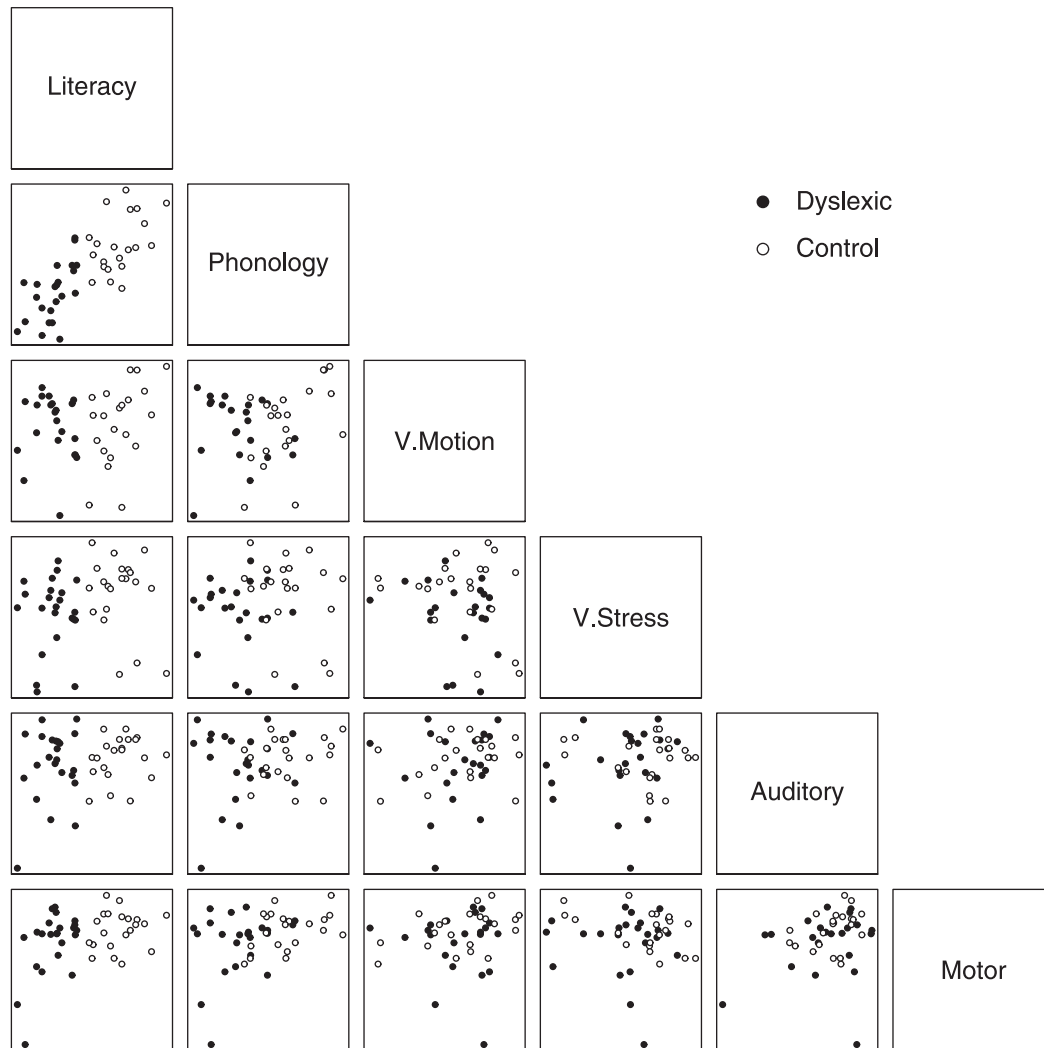 Literacy
Dyslexic
Phonology
Control
V.Motion
V.Stress
Auditory
Motor